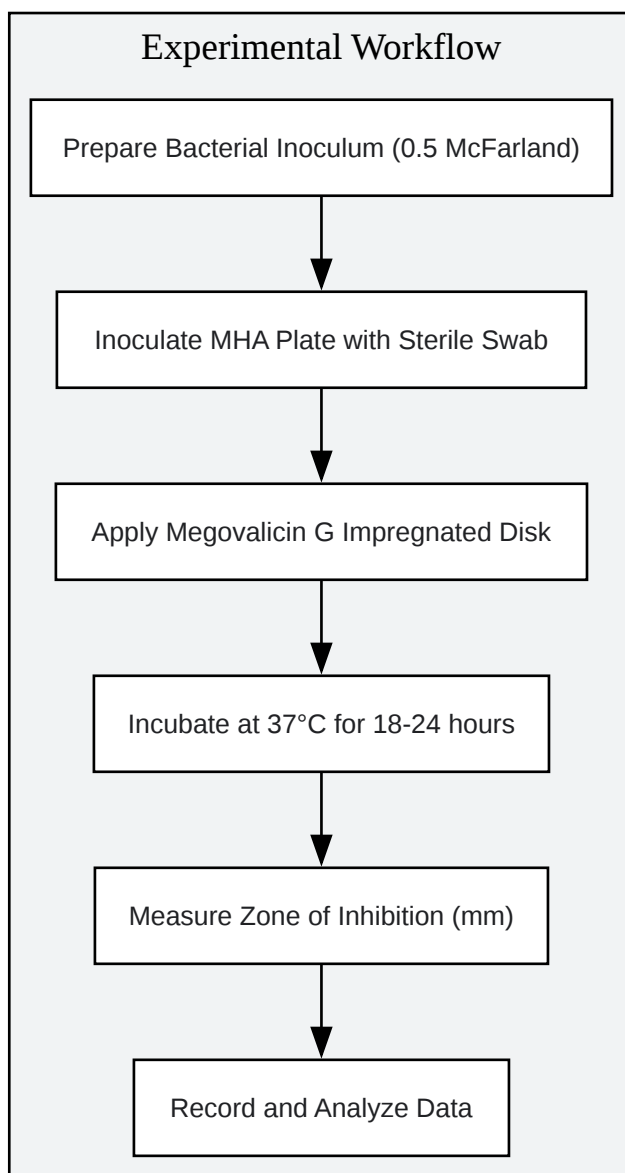 Experimental Workflow
Prepare Bacterial Inoculum (0.5 McFarland)
Inoculate MHA Plate with Sterile Swab
Apply Megovalicin G Impregnated Disk
Incubate at 37°C for 18-24 hours
Measure Zone of Inhibition (mm)
Record and Analyze Data